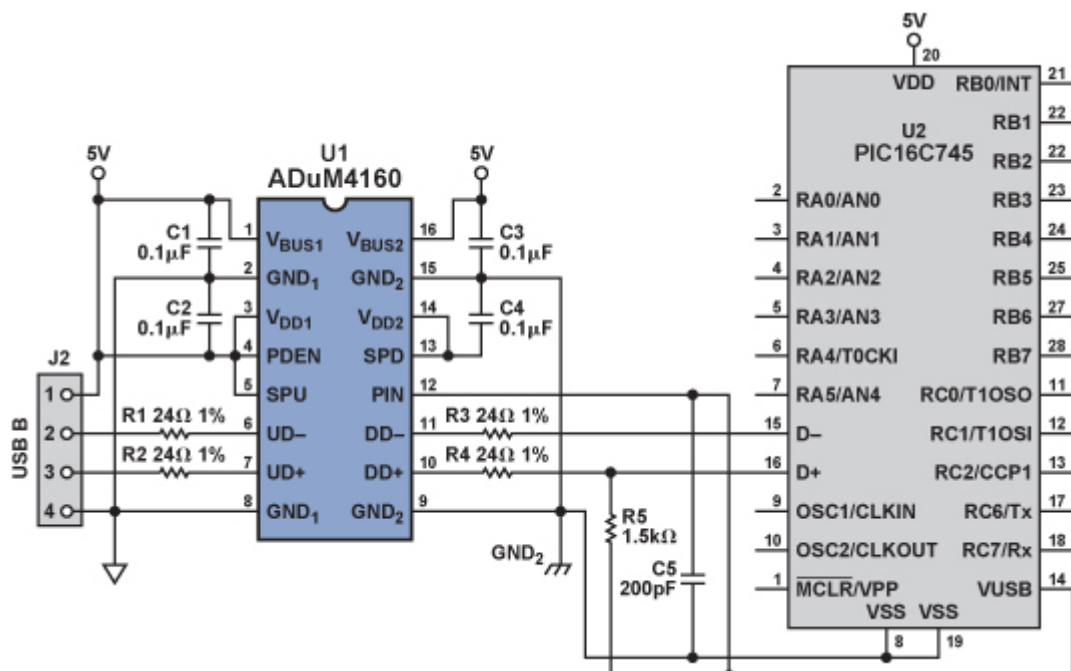 5V
20
VDD
RB0/INT 21
U2
PIC16C745
RB1 22
RB2 22
2 RA0/AN0
RB3 23
3 RA1/AN1
RB4 24
4 RA2/AN2
RB5 25
5 RA3/AN3
RB6 27
6 RA4/T0CKI
RB7 28
7 RA5/AN4
RC0/T1OSO 11
15 D–
RC1/T1OSI 12
16 D+
RC2/CCP1 13
9 OSC1/CLKIN
RC6/Tx 17
10 OSC2/CLKOUT
RC7/Rx 18
1 MCLR/VPP
VUSB 14
VSS VSS
8 19
U1
ADuM4160
5V
5V
1 VBUS1
VBUS2 16
2 GND1
GND2 15
3 VDD1
VDD2 14
4 PDEN
SPD 13
5 SPU
PIN 12
6 UD–
DD– 11
7 UD+
DD+ 10
8 GND1
GND2 9
C1
0.1µF
C2
0.1µF
C3
0.1µF
C4
0.1µF
J2
1
2
3
4
USB B
R1 24Ω 1%
R2 24Ω 1%
R3 24Ω 1%
R4 24Ω 1%
R5
1.5kΩ
GND2
C5
200pF